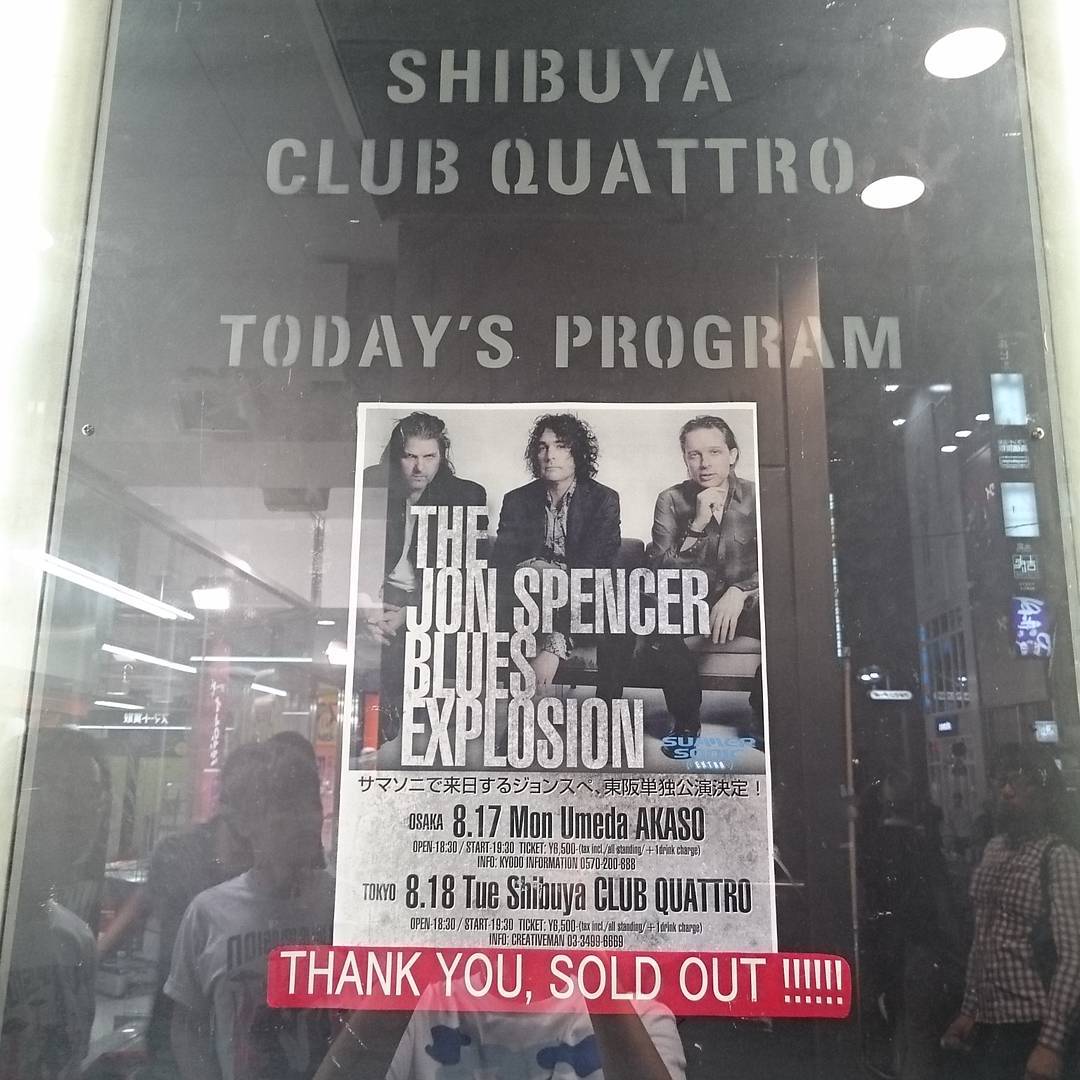 SHIBUYA
CLUB QUATTRO
TODAY'S PROGRAM
THE
JON SPENCER
BLUES
EXPLOSION
SUMMER
SONIC
EXTRA
サマソニで来日するジョンスペ、東阪単独公演決定！
OSAKA 8.17 Mon Umeda AKASO
OPEN-18:30 / START-19:30 TICKET: ¥6,500-(tax incl./all standing/+1drink charge)
INFO: KYODO INFORMATION 0570-200-888
TOKYO 8.18 Tue Shibuya CLUB QUATTRO
OPEN-18:30 / START-19:30 TICKET: ¥6,500-(tax incl./all standing/+1drink charge)
INFO: CREATIVEMAN 03-3499-6669
THANK YOU, SOLD OUT !!!!!!